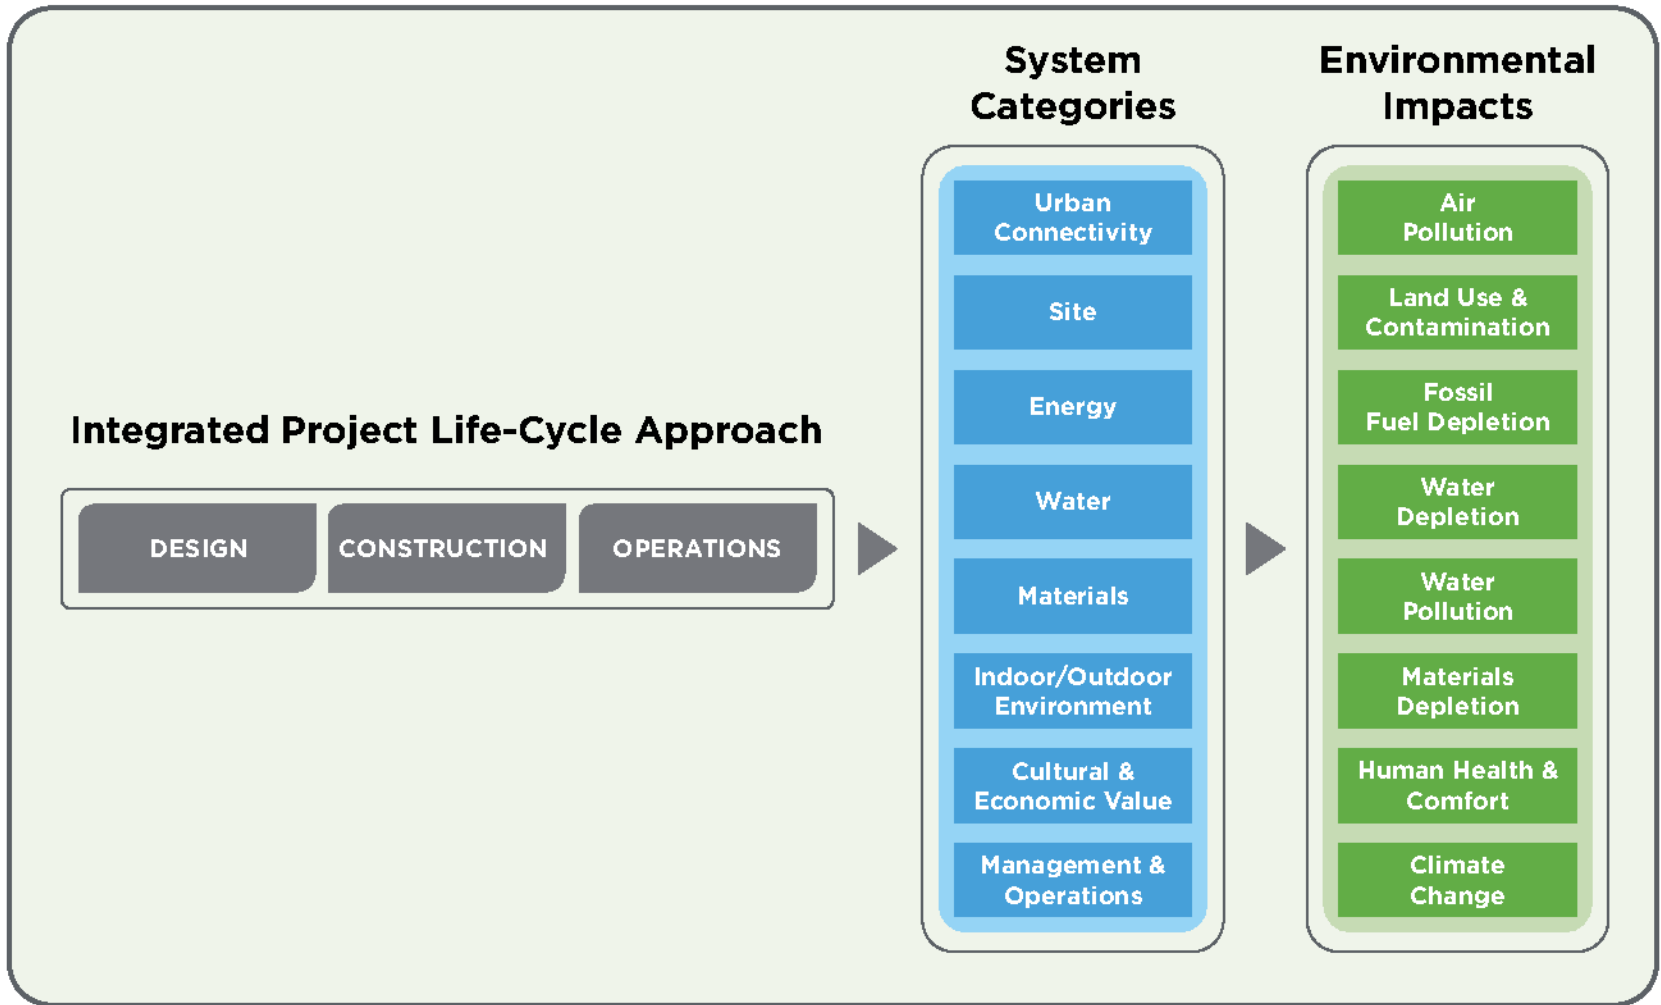 Integrated Project Life-Cycle Approach
DESIGN
CONSTRUCTION
OPERATIONS
System
Categories
Urban
Connectivity
Site
Energy
Water
Materials
Indoor/Outdoor
Environment
Cultural &
Economic Value
Management &
Operations
Environmental
Impacts
Air
Pollution
Land Use &
Contamination
Fossil
Fuel Depletion
Water
Depletion
Water
Pollution
Materials
Depletion
Human Health &
Comfort
Climate
Change